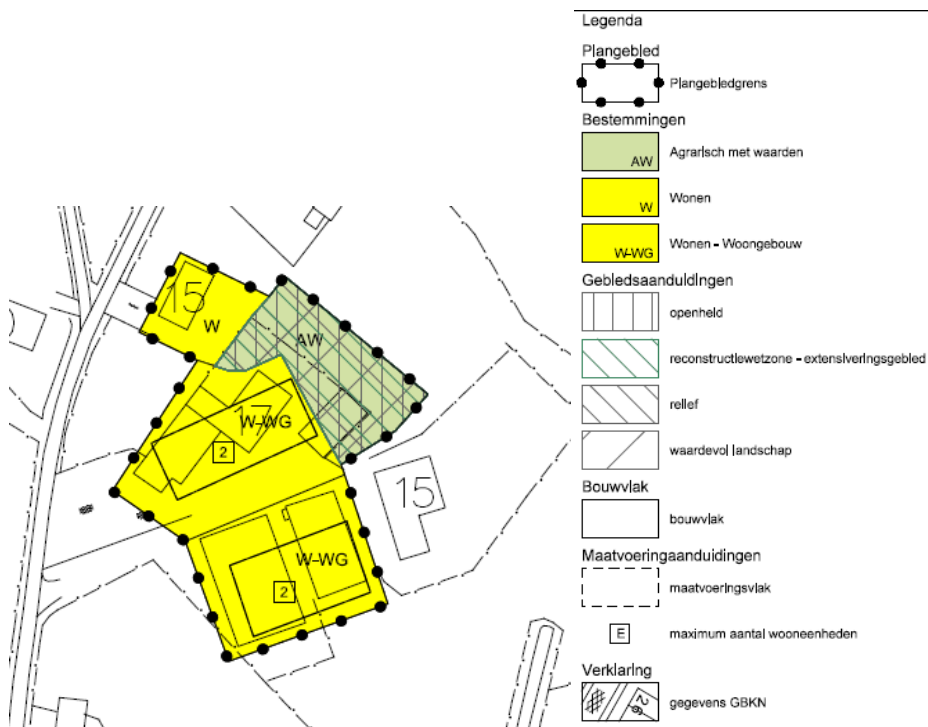 Legenda
Plangebied
Plangebiedgrens
Bestemmingen
AW
Agrarisch met waarden
W
Wonen
W-WG
Wonen - Woongebouw
Gebiedsaanduidingen
openheid
reconstructiewetzone - extensiveringsgebied
reliëf
waardevol landschap
Bouwvlak
bouwvlak
Maatvoeringaanduidingen
maatvoeringsvlak
E
maximum aantal wooneenheden
Verklaring
gegevens GBKN
15
W
AW
17
W-WG
2
15
W-WG
2